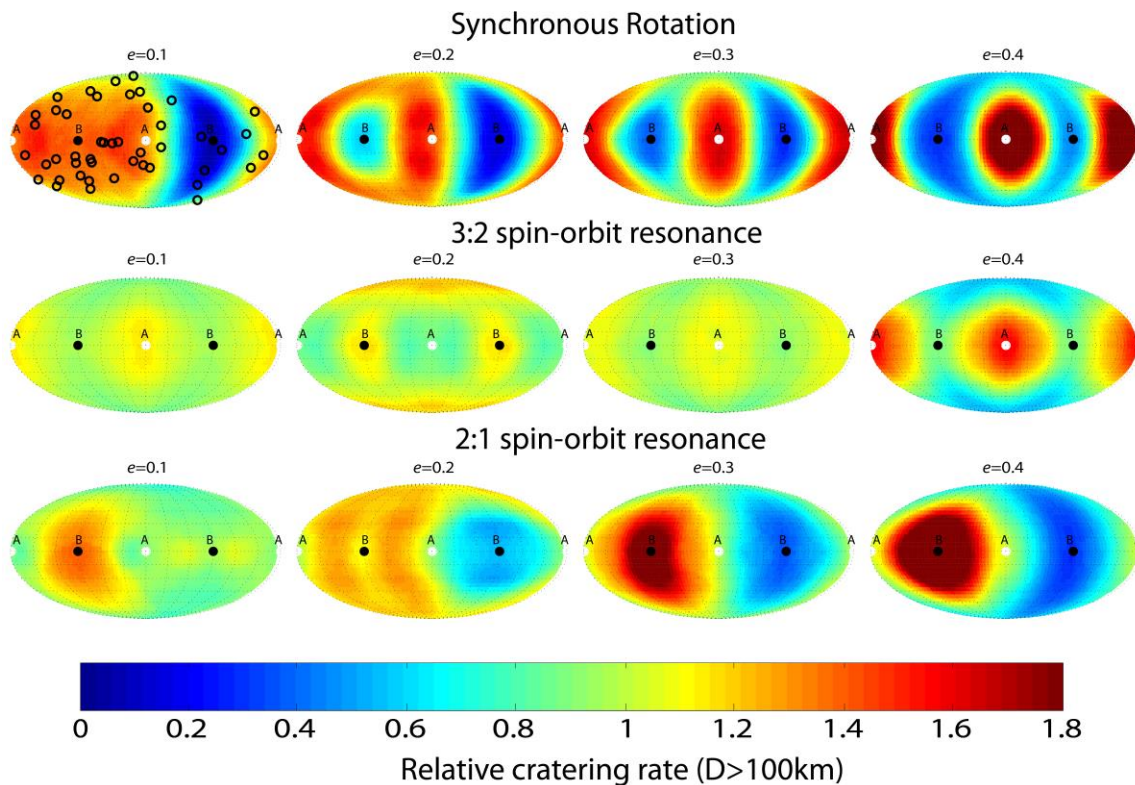 Synchronous Rotation
e=0.1 e=0.2 e=0.3 e=0.4
A B A B A A B A B A A B A B A A B A B A
3:2 spin-orbit resonance
e=0.1 e=0.2 e=0.3 e=0.4
A B A B A A B A B A A B A B A A B A B A
2:1 spin-orbit resonance
e=0.1 e=0.2 e=0.3 e=0.4
A B A B A A B A B A A B A B A A B A B A
0 0.2 0.4 0.6 0.8 1 1.2 1.4 1.6 1.8
Relative cratering rate (D>100km)